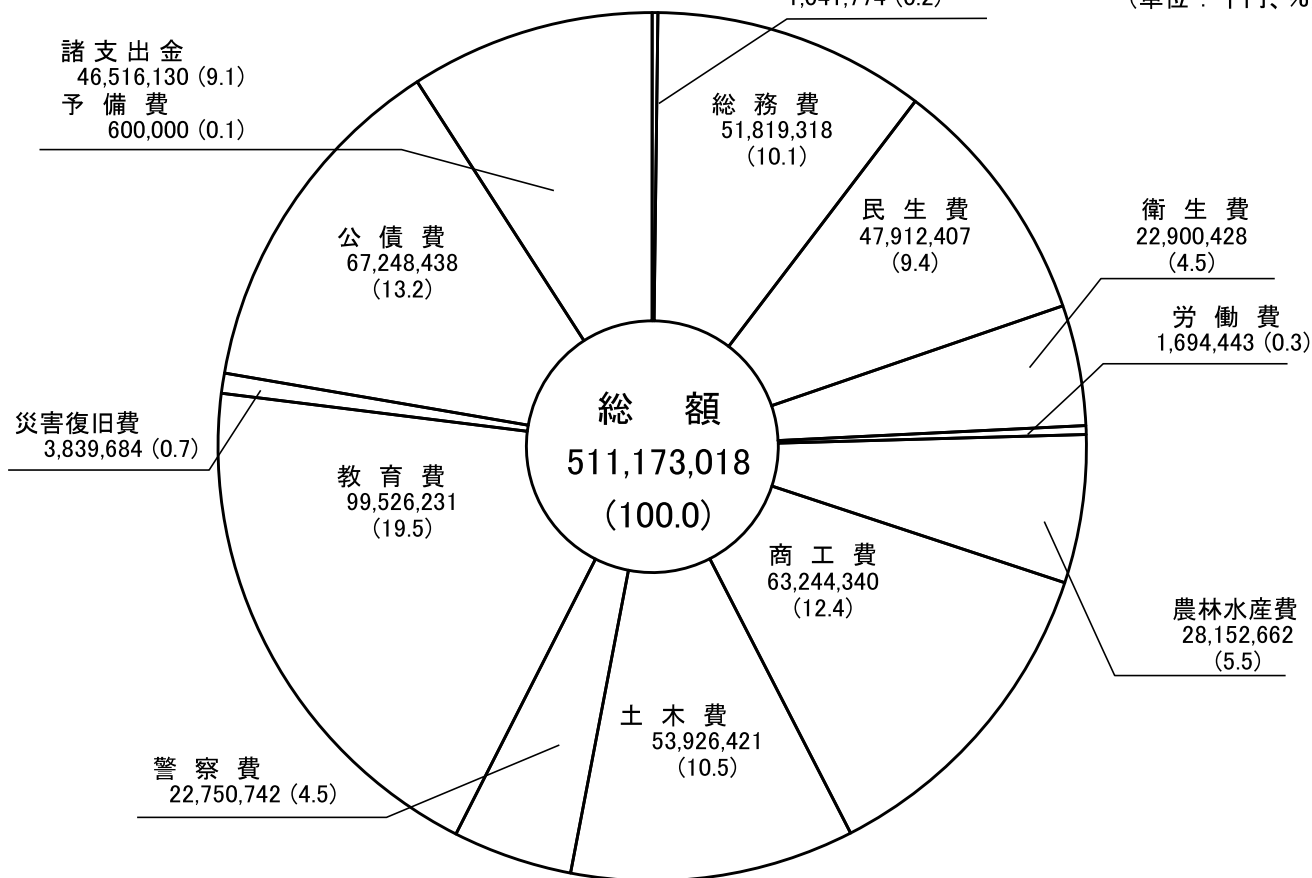 諸支出金
46,516,130 (9.1)
予備費
600,000 (0.1)
総務費
51,819,318
(10.1)
民生費
47,912,407
(9.4)
衛生費
22,900,428
(4.5)
労働費
1,694,443 (0.3)
農林水産費
28,152,662
(5.5)
商工費
63,244,340
(12.4)
土木費
53,926,421
(10.5)
警察費
22,750,742 (4.5)
教育費
99,526,231
(19.5)
災害復旧費
3,839,684 (0.7)
公債費
67,248,438
(13.2)
総額
511,173,018
(100.0)